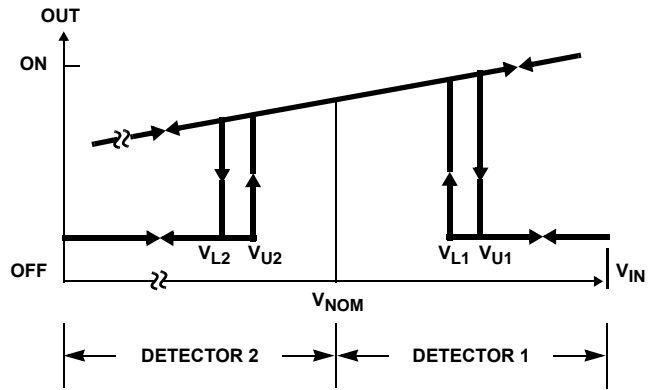 OUT
ON
OFF
V_L2 V_U2 V_L1 V_U1
V_IN
V_NOM
DETECTOR 2 DETECTOR 1